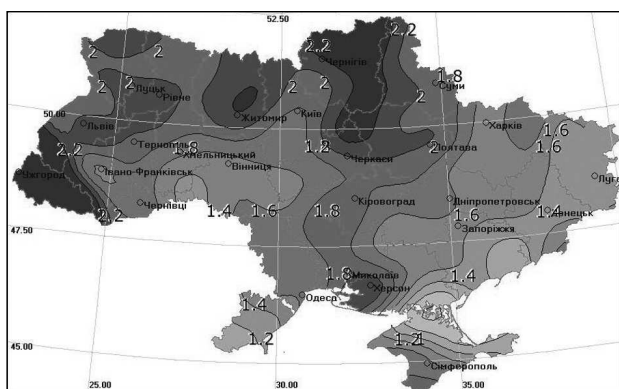 52.50
2.2
2.2
2
2
Чернігів
2
2
Луцьк
Рівне
2
2
2
1.8
Суми
50.00
Житомир
Київ
Львів
Харків
1.6
1.6
2.2
Тернопіль
1.8
Хмельницький
Вінниця
Черкаси
2
Полтава
Ужгород
Івано-Франківськ
Луга
2.2
Чернівці
1.4
1.6
1.8
Кіровоград
Дніпропетровськ
1.6
1.4
Донецьк
Запоріжжя
47.50
1.8
Миколаїв
Херсон
1.4
1.4
Одеса
1.2
1.2
1
45.00
Сімферополь
25.00
30.00
35.00